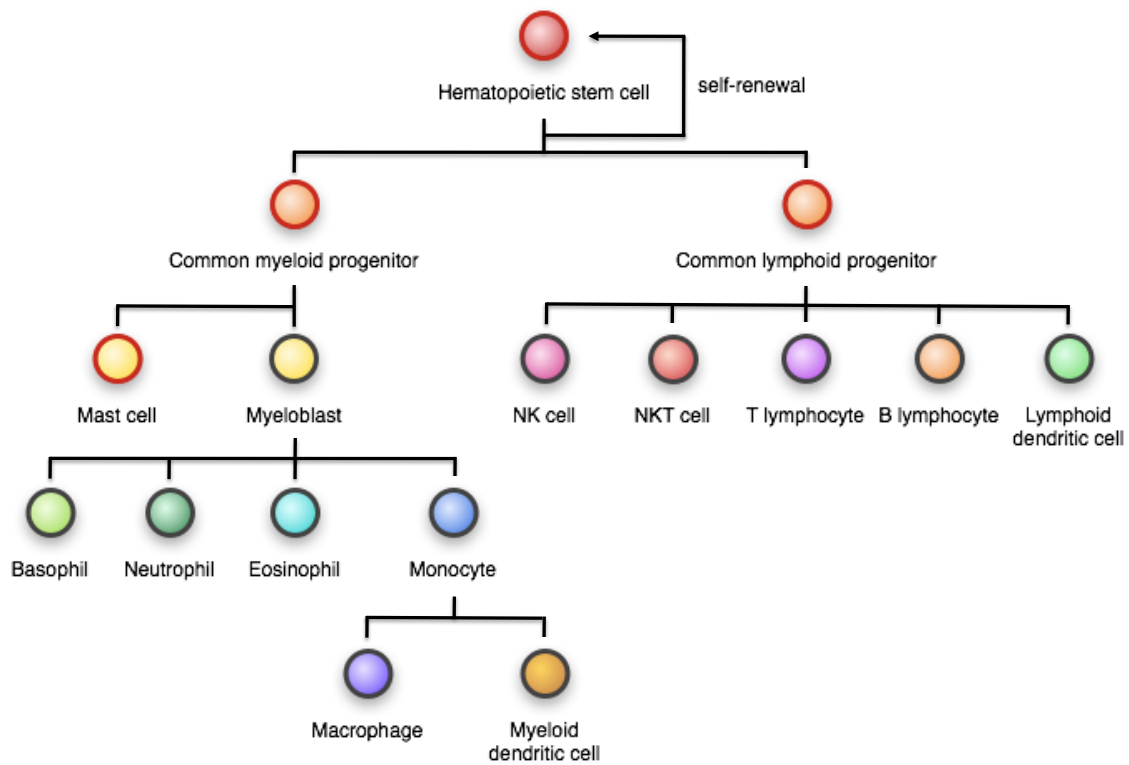 Hematopoietic stem cell
self-renewal
Common myeloid progenitor
Common lymphoid progenitor
Mast cell
Myeloblast
NK cell
NKT cell
T lymphocyte
B lymphocyte
Lymphoid
dendritic cell
Basophil
Neutrophil
Eosinophil
Monocyte
Macrophage
Myeloid
dendritic cell